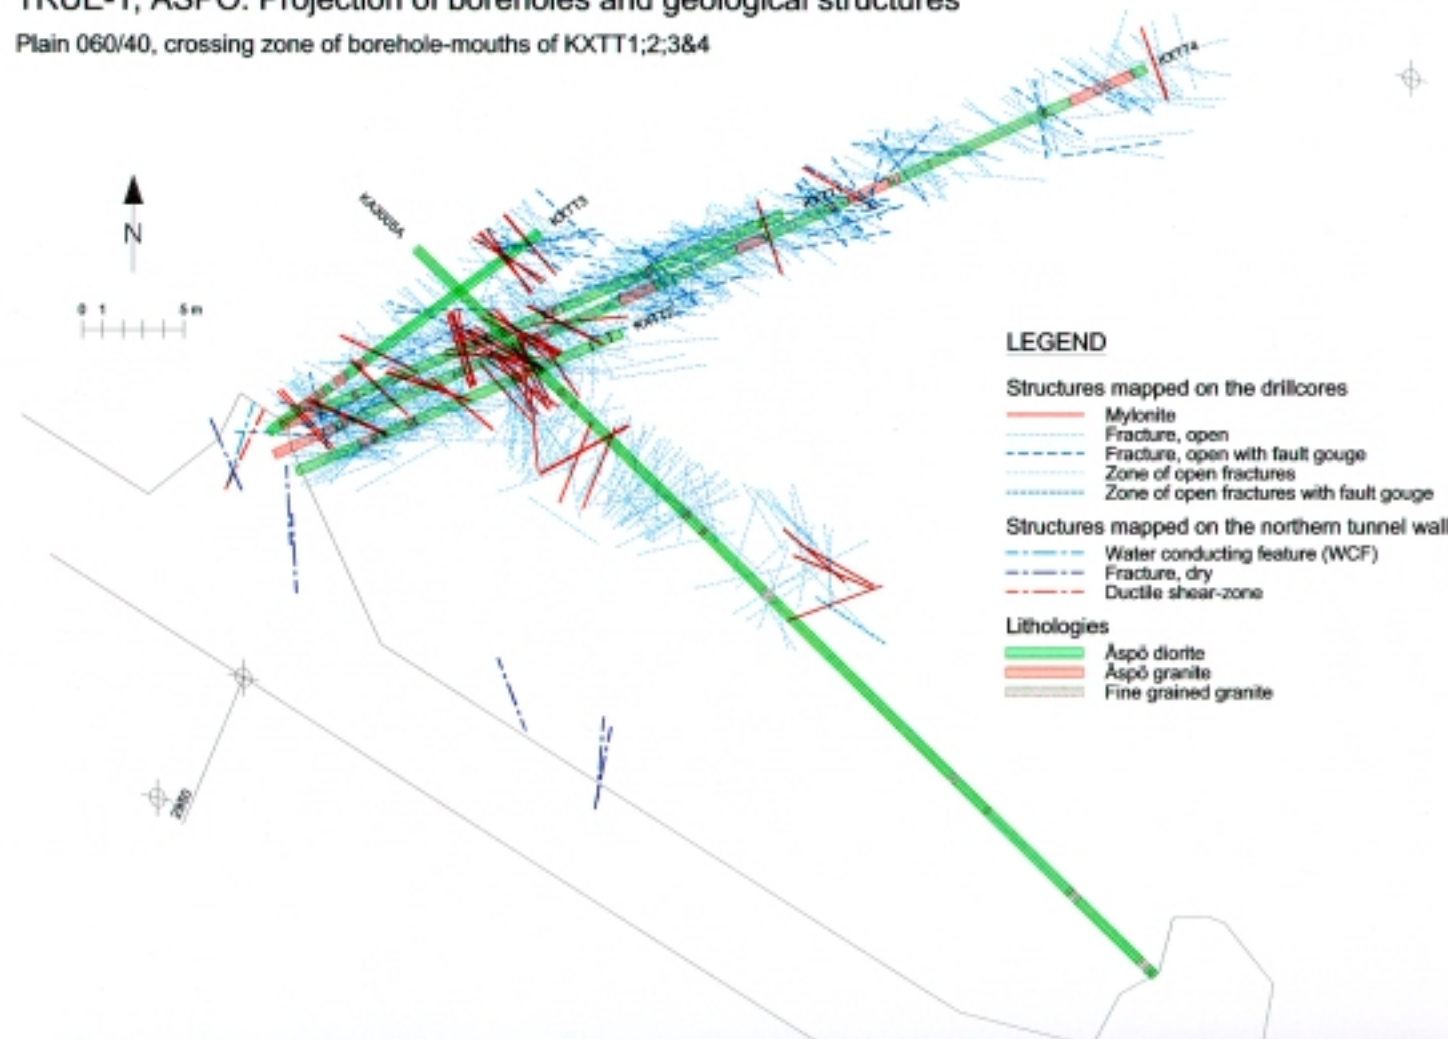 TRUE-1, ÄSPÖ: Projection of boreholes and geological structures
Plain 060/40, crossing zone of borehole-mouths of KXTT1;2;3&4
KXTT4
KA3005A
KXTT3
N
0 1 5 m
LEGEND
Structures mapped on the drillcores
Mylonite
Fracture, open
Fracture, open with fault gouge
Zone of open fractures
Zone of open fractures with fault gouge
Structures mapped on the northern tunnel wall
Water conducting feature (WCF)
Fracture, dry
Ductile shear-zone
Lithologies
Äspö diorite
Äspö granite
Fine grained granite